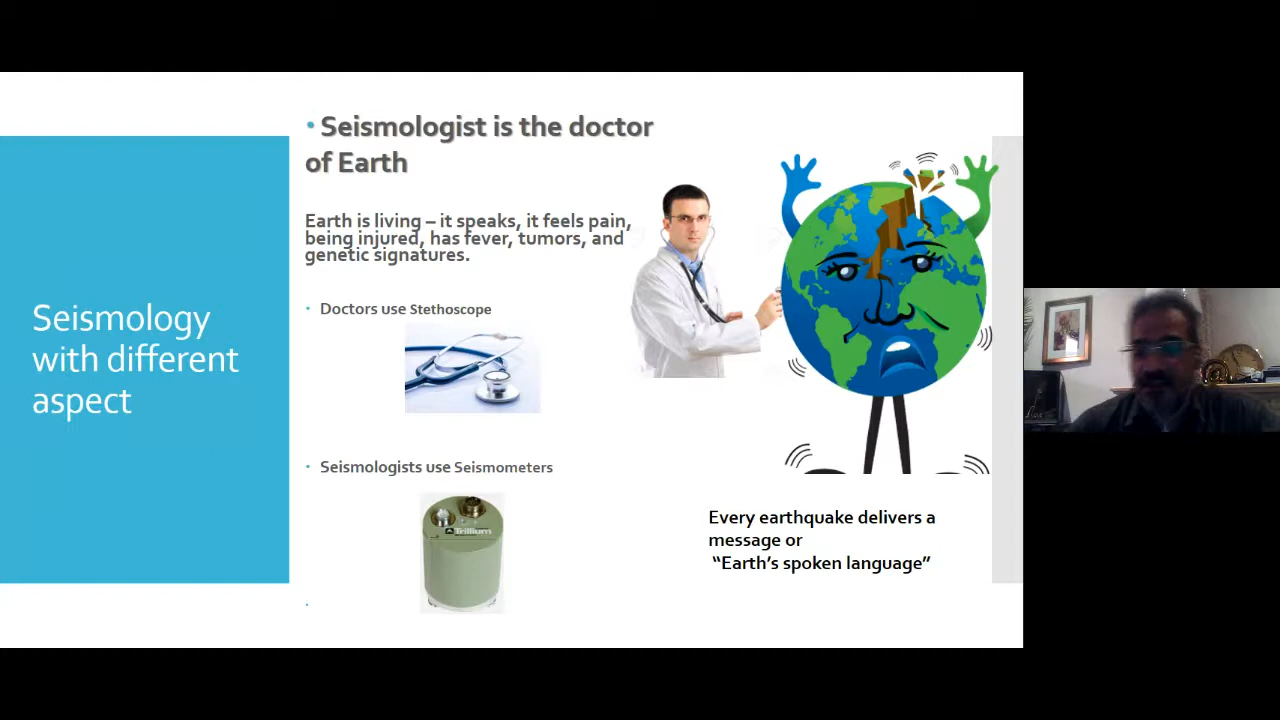 Seismology
with different
aspect
• Seismologist is the doctor
of Earth
Earth is living – it speaks, it feels pain,
being injured, has fever, tumors, and
genetic signatures.
• Doctors use Stethoscope
• Seismologists use Seismometers
Trillium
Every earthquake delivers a
message or
“Earth’s spoken language”